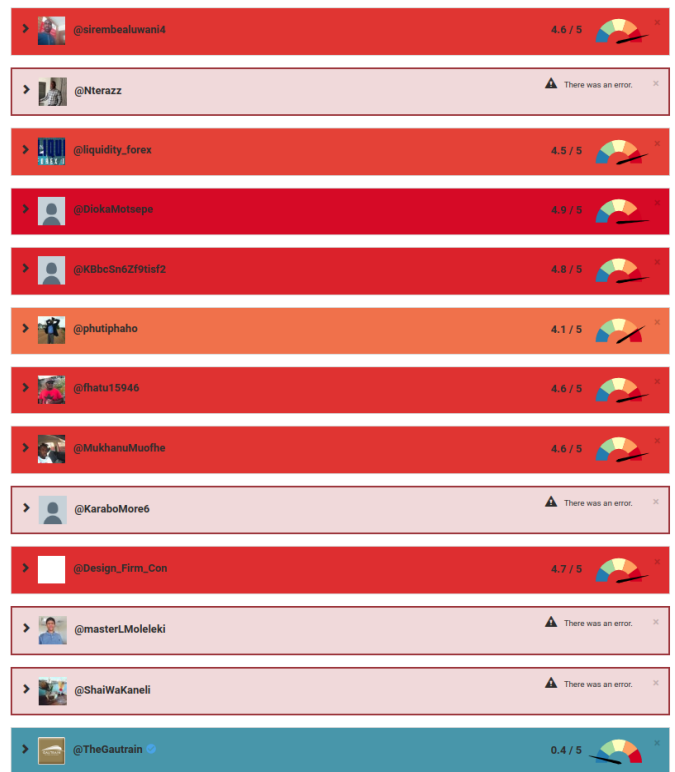 @sirembealuwani4 4.6 / 5
@Nterazz There was an error.
@liquidity_forex 4.5 / 5
@DiokaMotsepe 4.9 / 5
@KBbcSn6Zf9tisf2 4.8 / 5
@phutiphaho 4.1 / 5
@fhatu15946 4.6 / 5
@MukhanuMuofhe 4.6 / 5
@KaraboMore6 There was an error.
@Design_Firm_Con 4.7 / 5
@masterLMoleleki There was an error.
@ShaiWaKaneli There was an error.
@TheGautrain 0.4 / 5